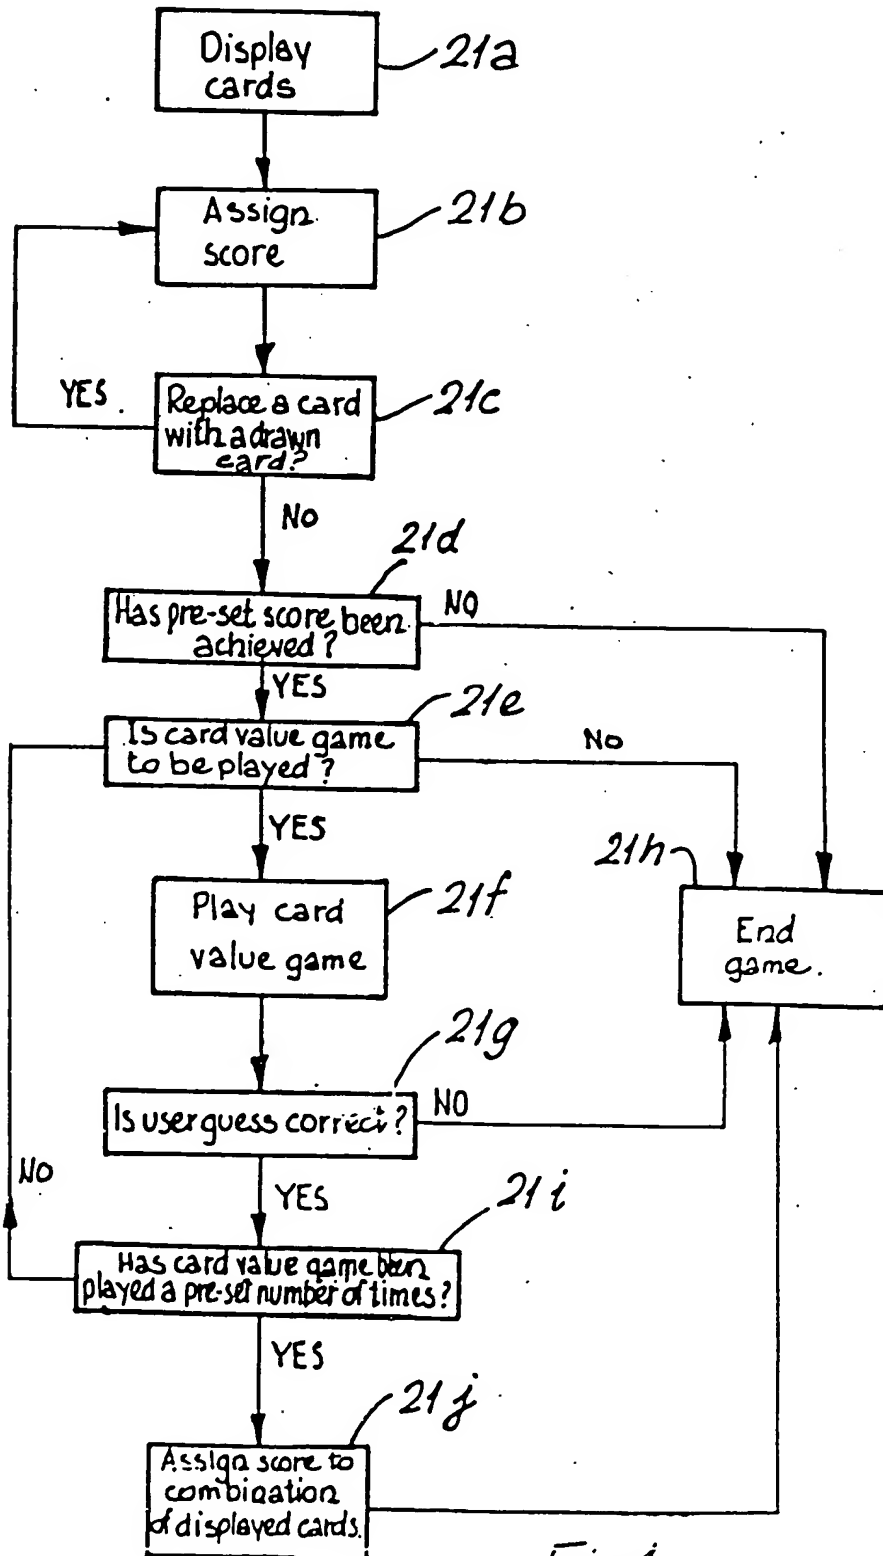 Display
cards
21a
Assign
score
21b
YES
Replace a card
with a drawn
card?
21c
NO
21d
Has pre-set score been
achieved?
NO
YES
21e
Is card value game
to be played?
NO
YES
21h
Play card
value game
21f
End
game.
21g
Is user guess correct?
NO
NO
YES
21i
Has card value game been
played a pre-set number of times?
YES
21j
Assign score to
combination
of displayed cards.